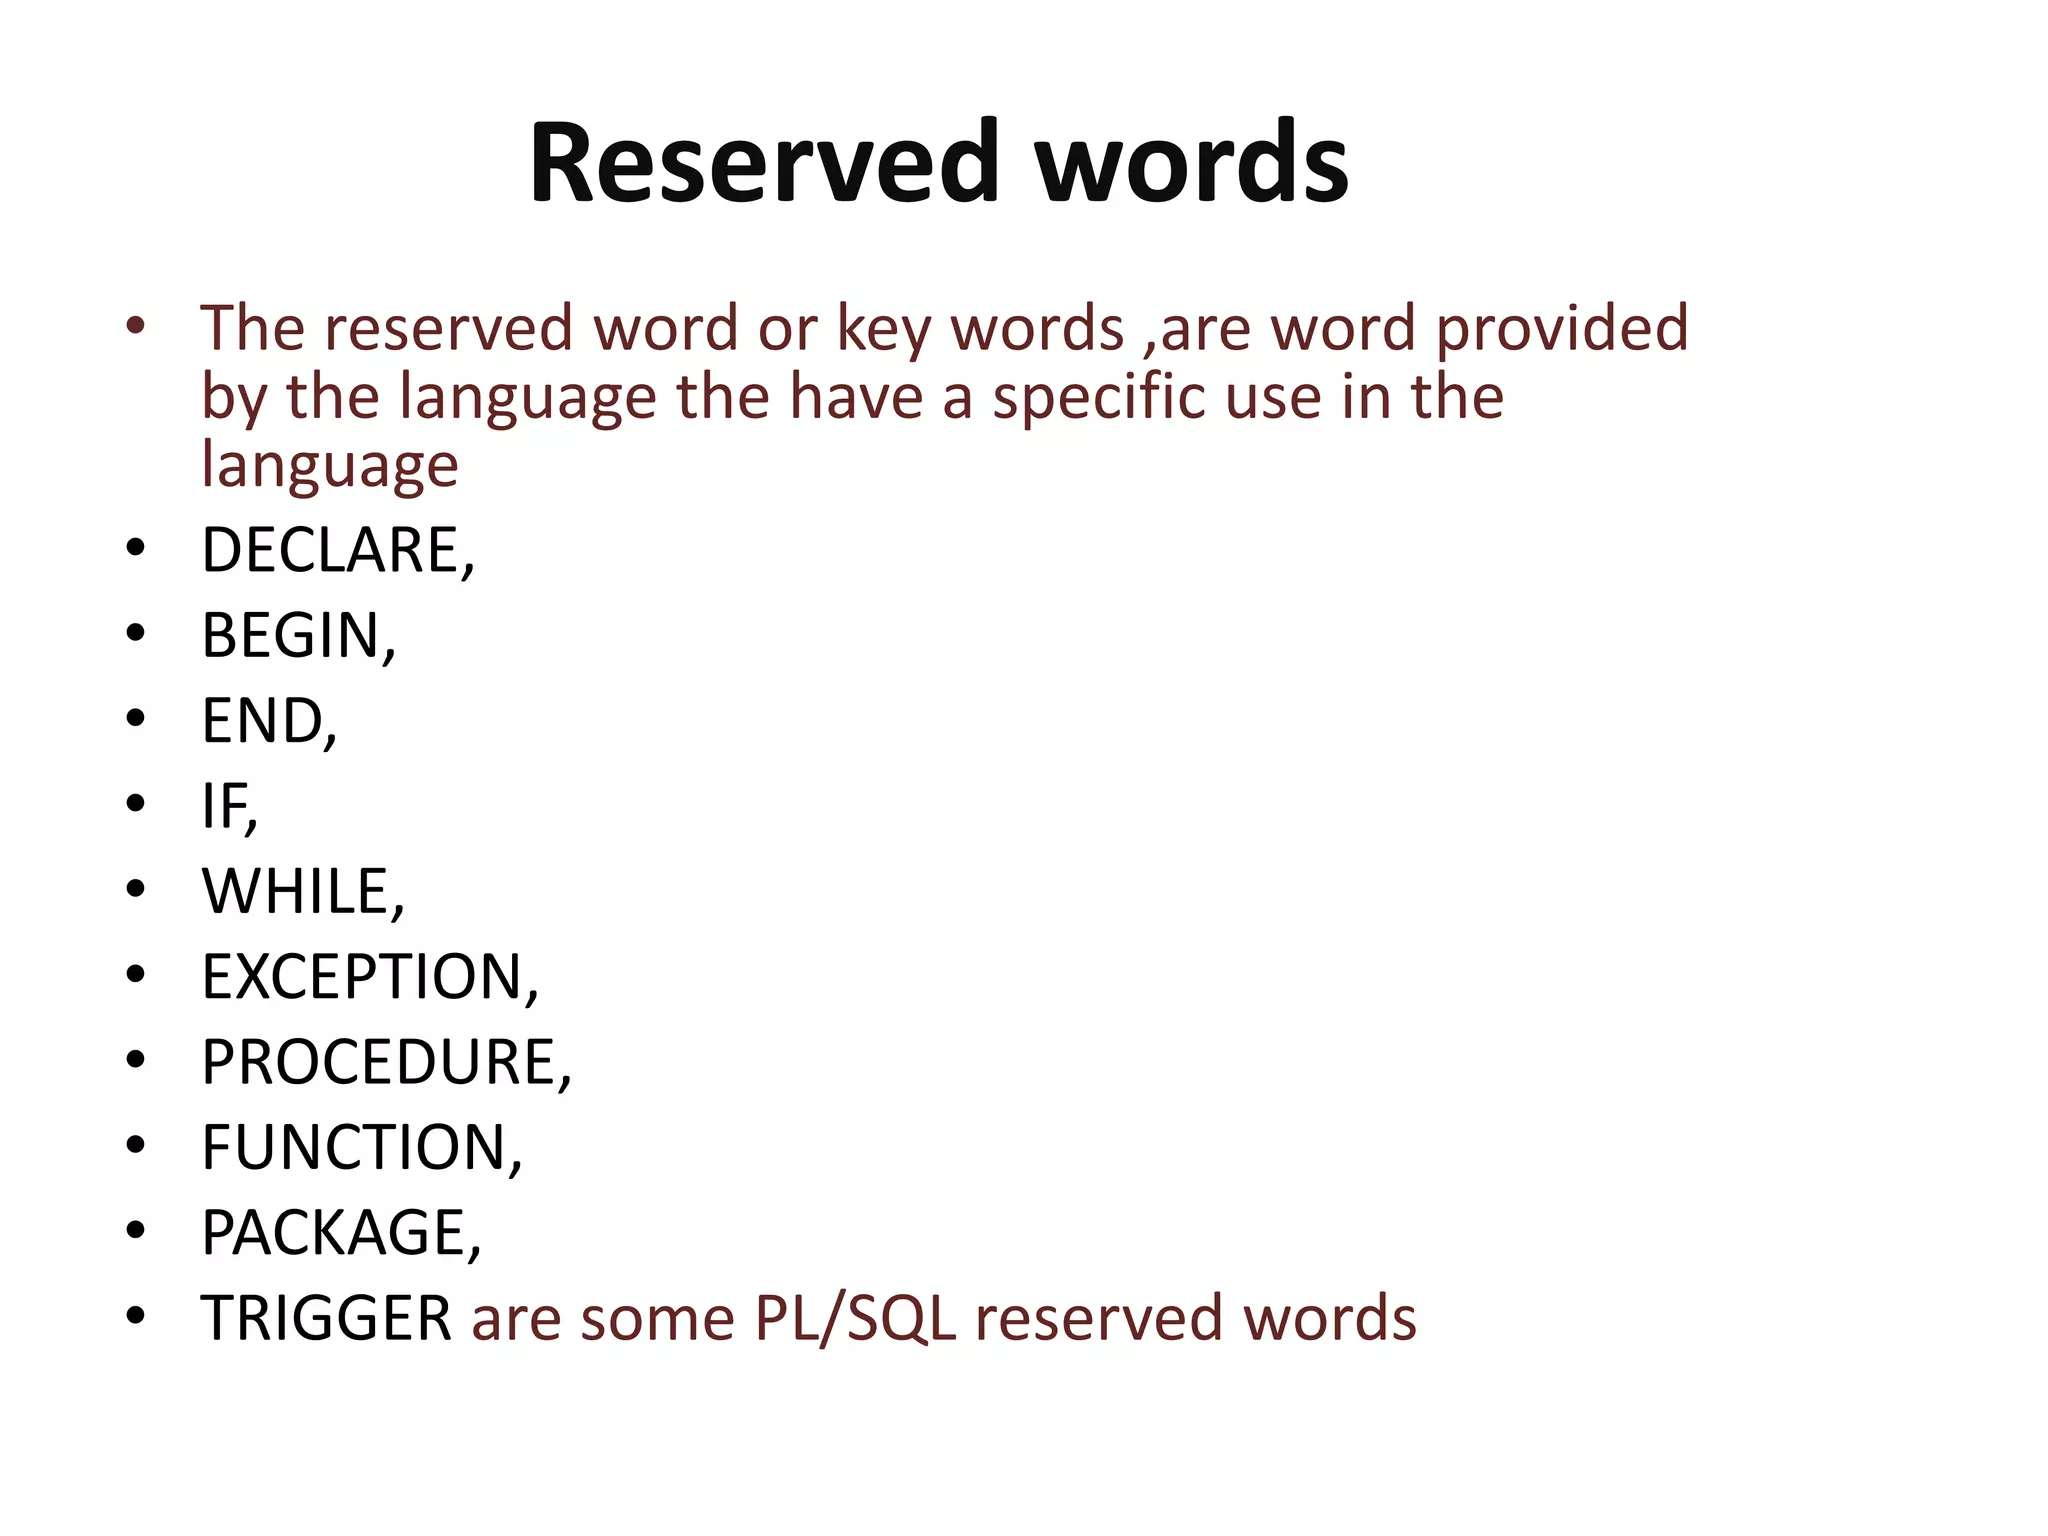 Reserved words
• The reserved word or key words ,are word provided
by the language the have a specific use in the
language
• DECLARE,
• BEGIN,
• END,
• IF,
• WHILE,
• EXCEPTION,
• PROCEDURE,
• FUNCTION,
• PACKAGE,
• TRIGGER are some PL/SQL reserved words